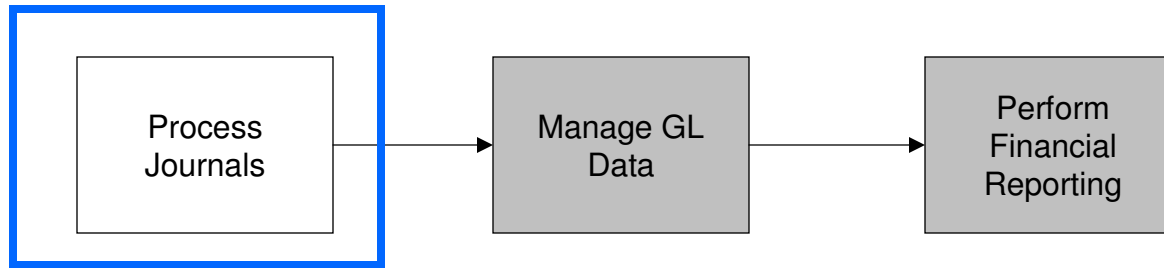 Process
Journals
Manage GL
Data
Perform
Financial
Reporting